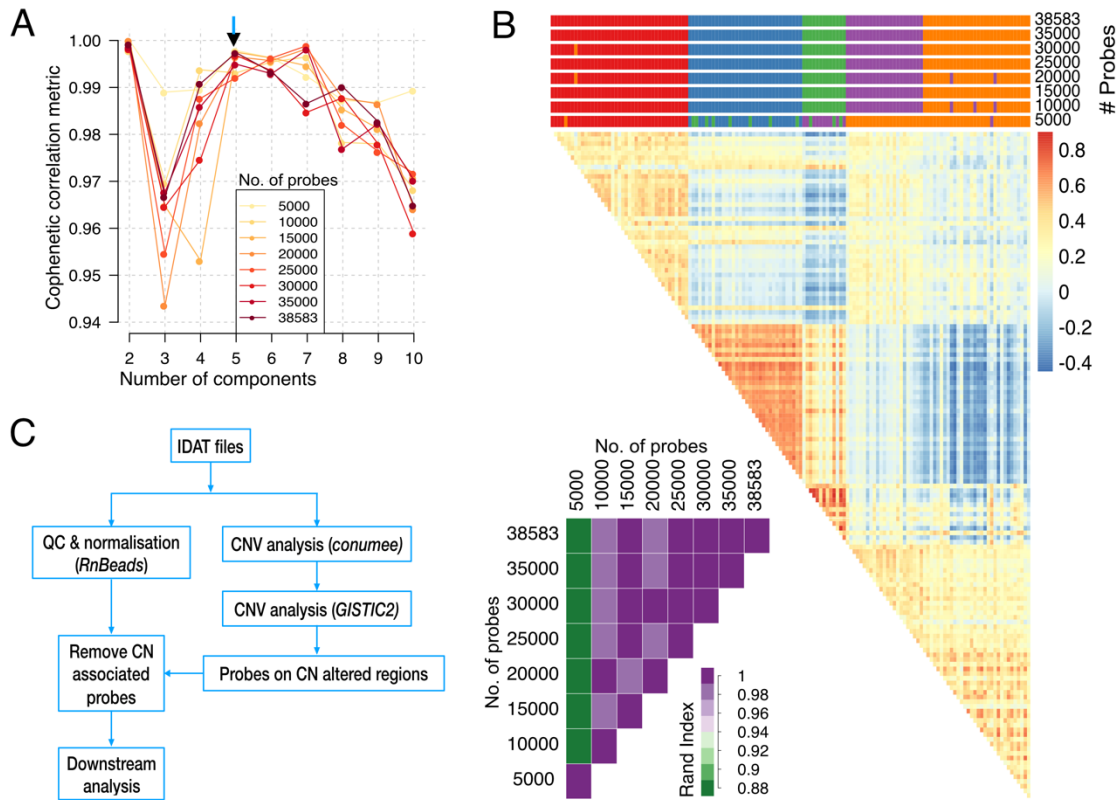 A
Cophenetic correlation metric
1.00
0.99
0.98
0.97
0.96
0.95
0.94
No. of probes
5000
10000
15000
20000
25000
30000
35000
38583
2 3 4 5 6 7 8 9 10
Number of components
B
38583
35000
30000
20000
15000
10000
5000
# Probes
0.8
0.6
0.4
0.2
0
-0.2
-0.4
C
IDAT files
QC & normalisation
(RnBeads)
CNV analysis (conumee)
CNV analysis (GISTIC2)
Remove CN
associated
probes
Probes on CN altered regions
Downstream
analysis
No. of probes
5000 10000 15000 20000 25000 30000 35000 38583
No. of probes
38583
35000
30000
25000
20000
15000
10000
5000
Rand Index
1
0.98
0.96
0.94
0.92
0.9
0.88